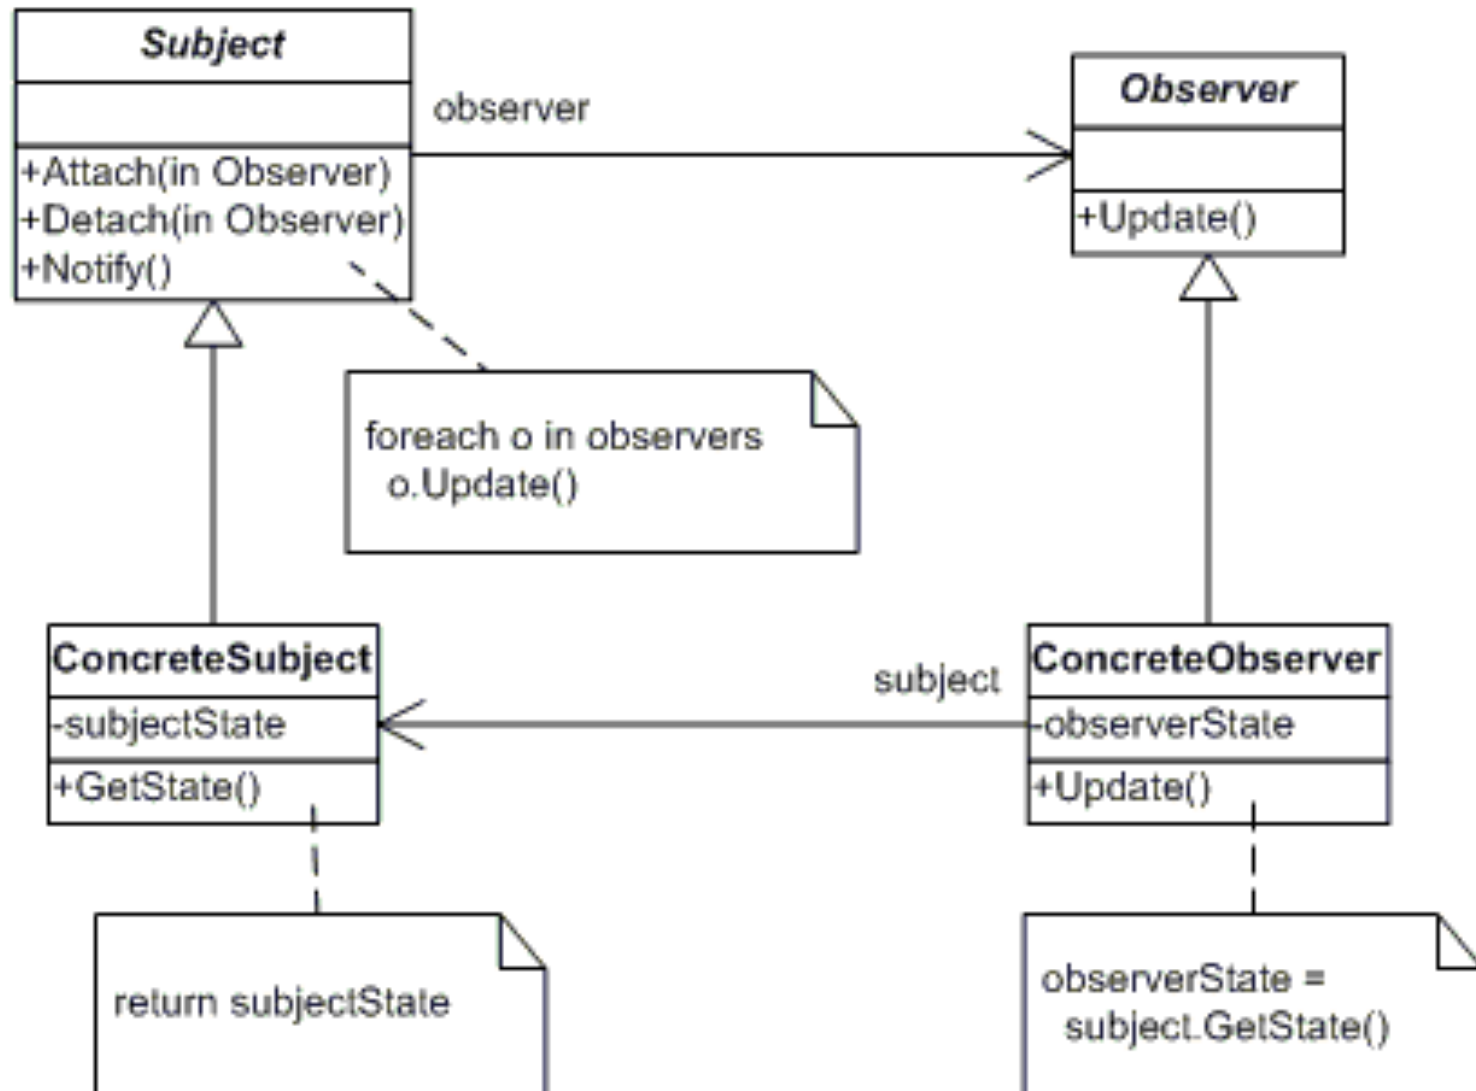 Subject
+Attach(in Observer)
+Detach(in Observer)
+Notify()
observer
Observer
+Update()
foreach o in observers
o.Update()
ConcreteSubject
-subjectState
+GetState()
subject
ConcreteObserver
-observerState
+Update()
return subjectState
observerState =
subject.GetState()